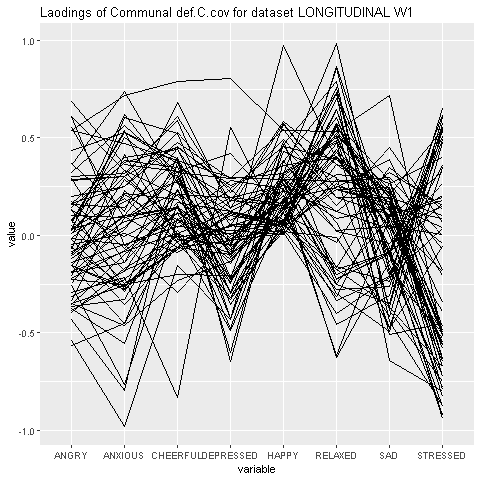 Laodings of Communal def.C.cov for dataset LONGITUDINAL W1
1.0
0.5
0.0
-0.5
-1.0
value
ANGRY ANXIOUS CHEERFULDEPRESSED HAPPY RELAXED SAD STRESSED
variable